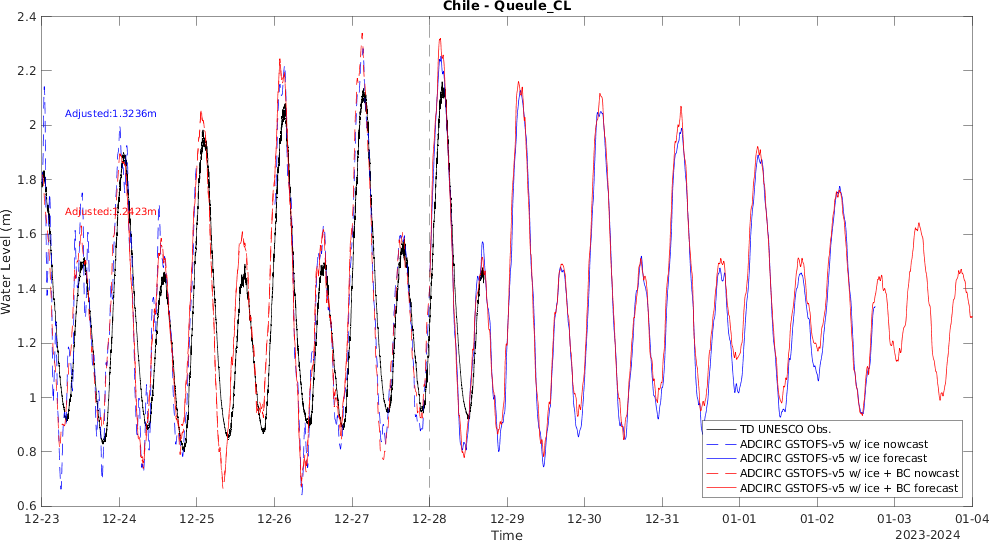 Chile - Queule_CL
2.4
2.2
2
1.8
1.6
1.4
1.2
1
0.8
0.6
Water Level (m)
Adjusted:1.3236m
Adjusted:1.2423m
TD UNESCO Obs.
ADCIRC GSTOFS-v5 w/ ice nowcast
ADCIRC GSTOFS-v5 w/ ice forecast
ADCIRC GSTOFS-v5 w/ ice + BC nowcast
ADCIRC GSTOFS-v5 w/ ice + BC forecast
12-23 12-24 12-25 12-26 12-27 12-28 12-29 12-30 12-31 01-01 01-02 01-03 01-04
Time
2023-2024